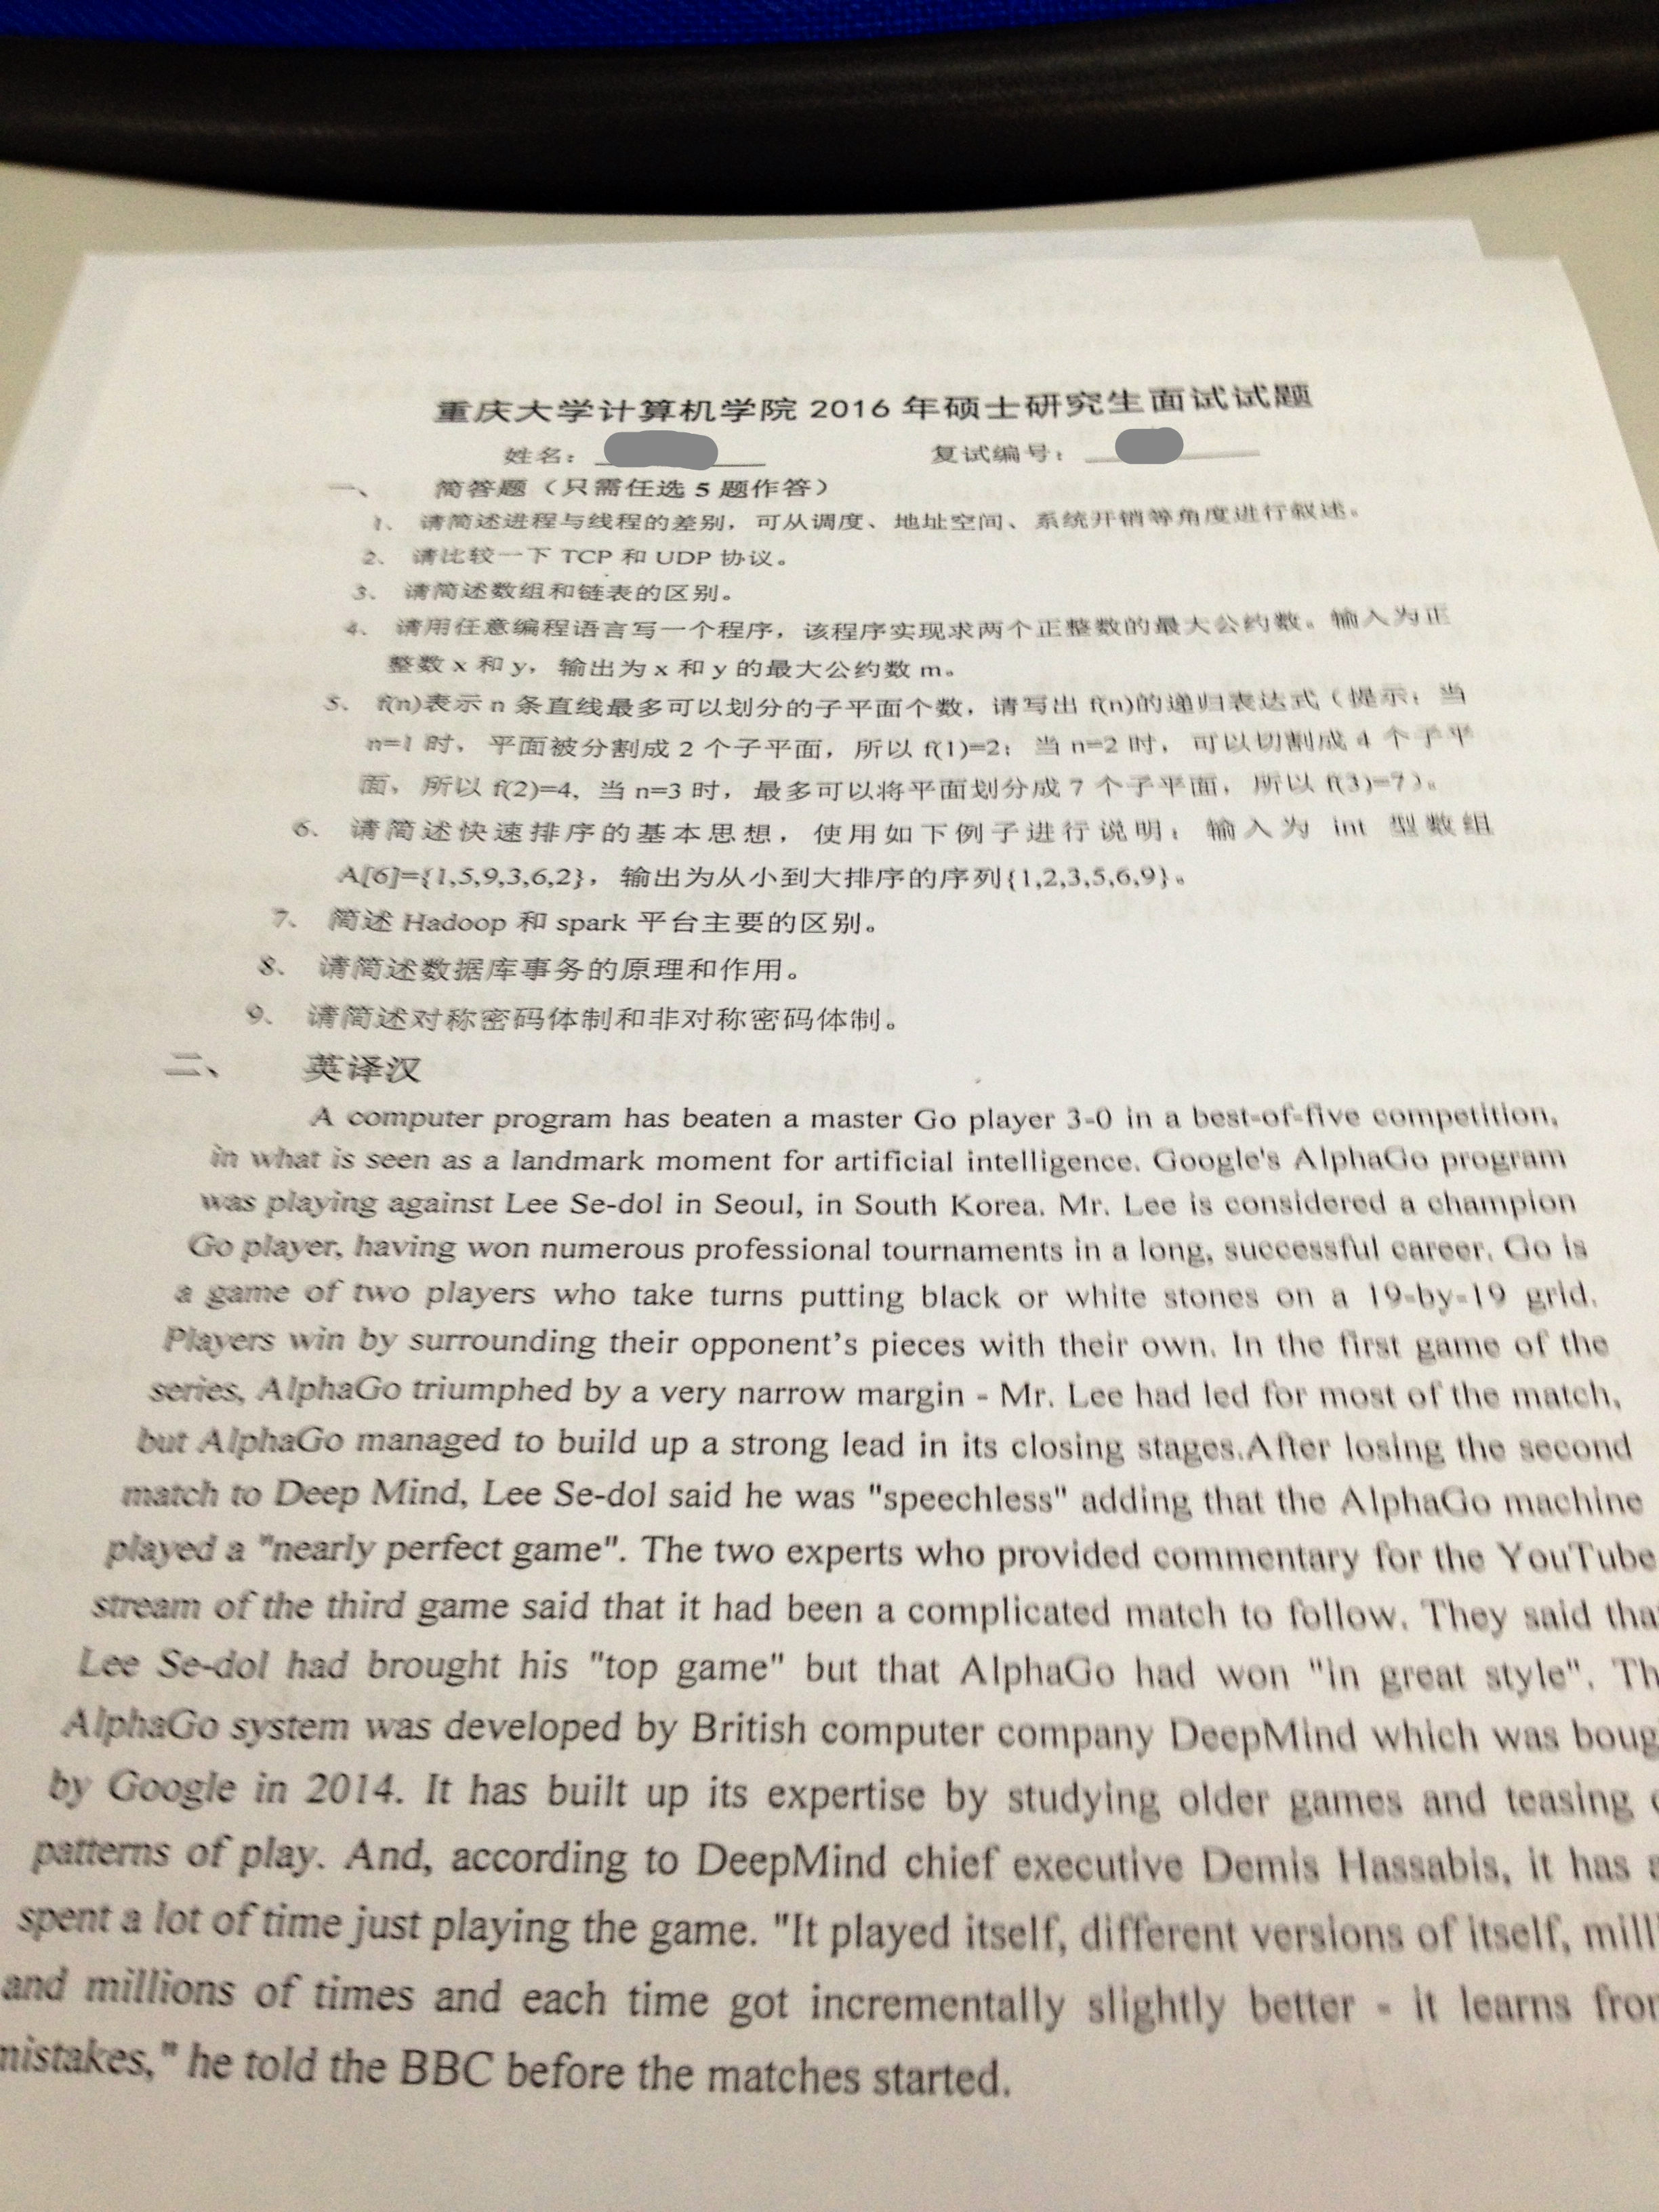 重庆大学计算机学院 2016 年硕士研究生面试试题
姓名： 复试编号：
一、 简答题（只需任选 5 题作答）
1、 请简述进程与线程的差别，可从调度、地址空间、系统开销等角度进行叙述。
2、 请比较一下 TCP 和 UDP 协议。
3、 请简述数组和链表的区别。
4、 请用任意编程语言写一个程序，该程序实现求两个正整数的最大公约数。输入为正
整数 x 和 y，输出为 x 和 y 的最大公约数 m。
5、 f(n)表示 n 条直线最多可以划分的子平面个数，请写出 f(n)的递归表达式（提示：当
n=1 时，平面被分割成 2 个子平面，所以 f(1)=2；当 n=2 时，可以切割成 4 个子平
面，所以 f(2)=4, 当 n=3 时，最多可以将平面划分成 7 个子平面，所以 f(3)=7）。
6、 请简述快速排序的基本思想，使用如下例子进行说明：输入为 int 型数组
A[6]={1,5,9,3,6,2}，输出为从小到大排序的序列{1,2,3,5,6,9}。
7、 简述 Hadoop 和 spark 平台主要的区别。
8、 请简述数据库事务的原理和作用。
9、 请简述对称密码体制和非对称密码体制。
二、 英译汉
A computer program has beaten a master Go player 3-0 in a best-of-five competition,
in what is seen as a landmark moment for artificial intelligence. Google's AlphaGo program
was playing against Lee Se-dol in Seoul, in South Korea. Mr. Lee is considered a champion
Go player, having won numerous professional tournaments in a long, successful career. Go is
a game of two players who take turns putting black or white stones on a 19-by-19 grid.
Players win by surrounding their opponent’s pieces with their own. In the first game of the
series, AlphaGo triumphed by a very narrow margin - Mr. Lee had led for most of the match,
but AlphaGo managed to build up a strong lead in its closing stages.After losing the second
match to Deep Mind, Lee Se-dol said he was "speechless" adding that the AlphaGo machine
played a "nearly perfect game". The two experts who provided commentary for the YouTube
stream of the third game said that it had been a complicated match to follow. They said tha
Lee Se-dol had brought his "top game" but that AlphaGo had won "in great style". Th
AlphaGo system was developed by British computer company DeepMind which was boug
by Google in 2014. It has built up its expertise by studying older games and teasing
patterns of play. And, according to DeepMind chief executive Demis Hassabis, it has
spent a lot of time just playing the game. "It played itself, different versions of itself, mill
and millions of times and each time got incrementally slightly better - it learns fro
mistakes," he told the BBC before the matches started.